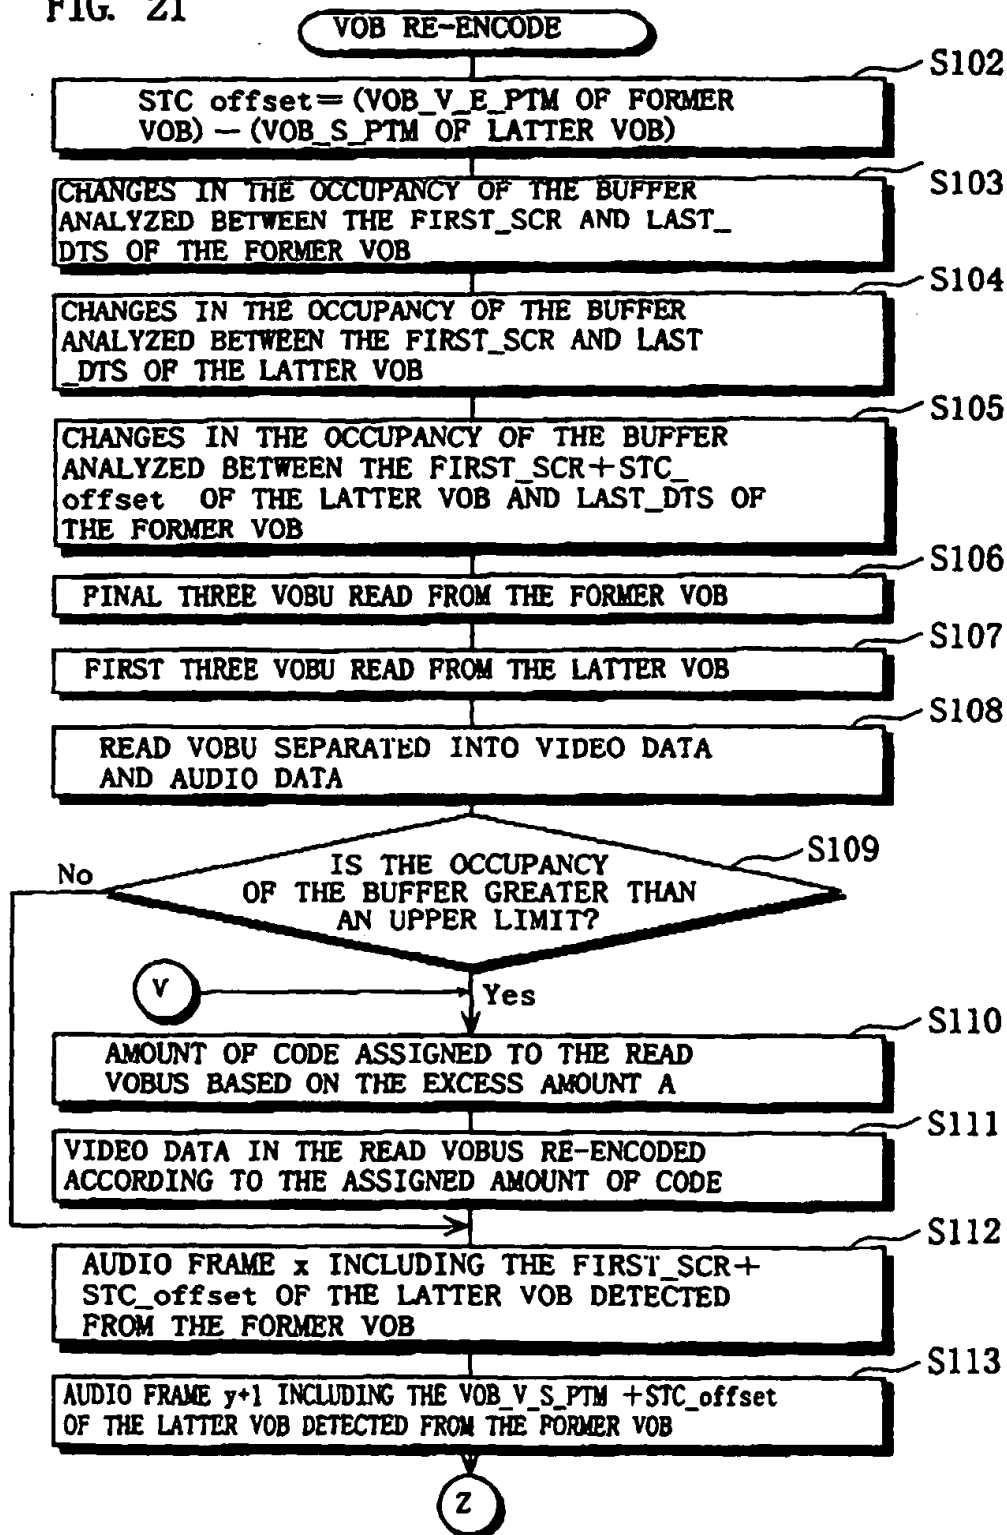 FIG. 21
VOB RE-ENCODE
S102
STC offset=(VOB_V_E_PTM OF FORMER
VOB)-(VOB_S_PTM OF LATTER VOB)
S103
CHANGES IN THE OCCUPANCY OF THE BUFFER
ANALYZED BETWEEN THE FIRST_SCR AND LAST_
DTS OF THE FORMER VOB
S104
CHANGES IN THE OCCUPANCY OF THE BUFFER
ANALYZED BETWEEN THE FIRST_SCR AND LAST
_DTS OF THE LATTER VOB
S105
CHANGES IN THE OCCUPANCY OF THE BUFFER
ANALYZED BETWEEN THE FIRST_SCR+STC_
offset OF THE LATTER VOB AND LAST_DTS OF
THE FORMER VOB
S106
FINAL THREE VOBU READ FROM THE FORMER VOB
S107
FIRST THREE VOBU READ FROM THE LATTER VOB
S108
READ VOBU SEPARATED INTO VIDEO DATA
AND AUDIO DATA
S109
IS THE OCCUPANCY
OF THE BUFFER GREATER THAN
AN UPPER LIMIT?
No
V
Yes
S110
AMOUNT OF CODE ASSIGNED TO THE READ
VOBUS BASED ON THE EXCESS AMOUNT A
S111
VIDEO DATA IN THE READ VOBUS RE-ENCODED
ACCORDING TO THE ASSIGNED AMOUNT OF CODE
S112
AUDIO FRAME x INCLUDING THE FIRST_SCR+
STC_offset OF THE LATTER VOB DETECTED
FROM THE FORMER VOB
S113
AUDIO FRAME y+1 INCLUDING THE VOB_V_S_PTM +STC_offset
OF THE LATTER VOB DETECTED FROM THE FORMER VOB
Z